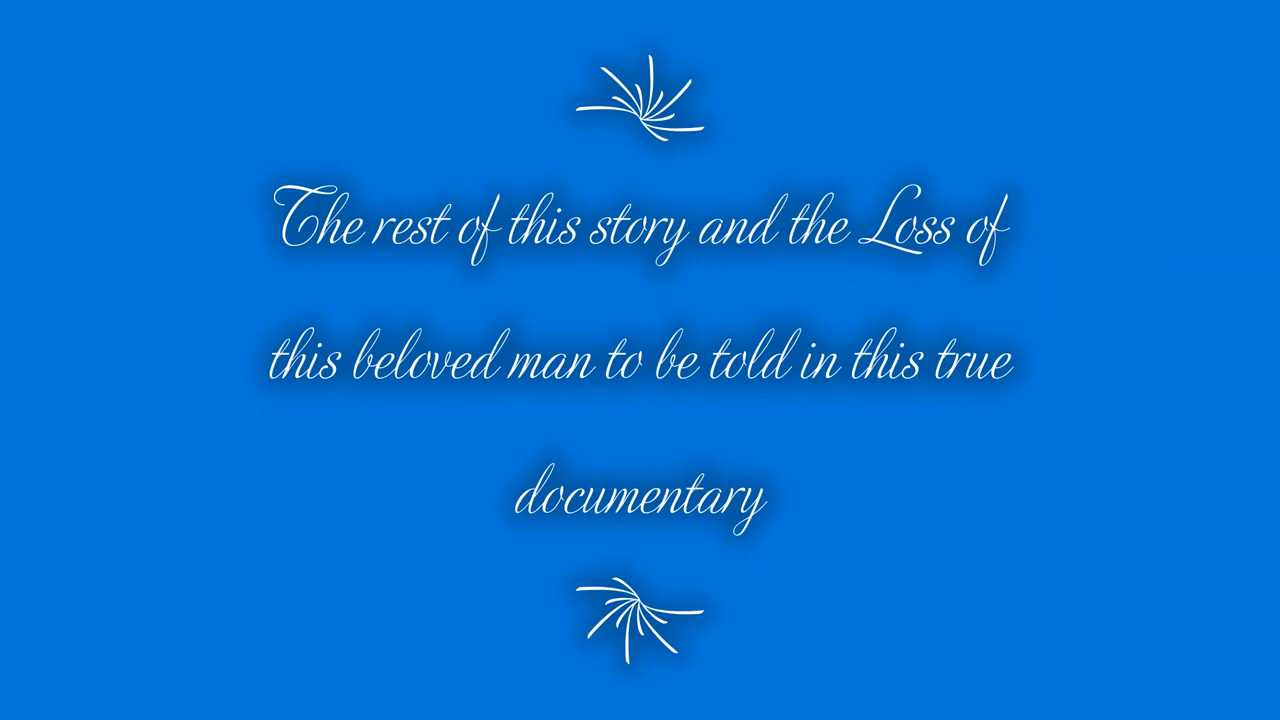 The rest of this story and the Loss of
this beloved man to be told in this true
documentary